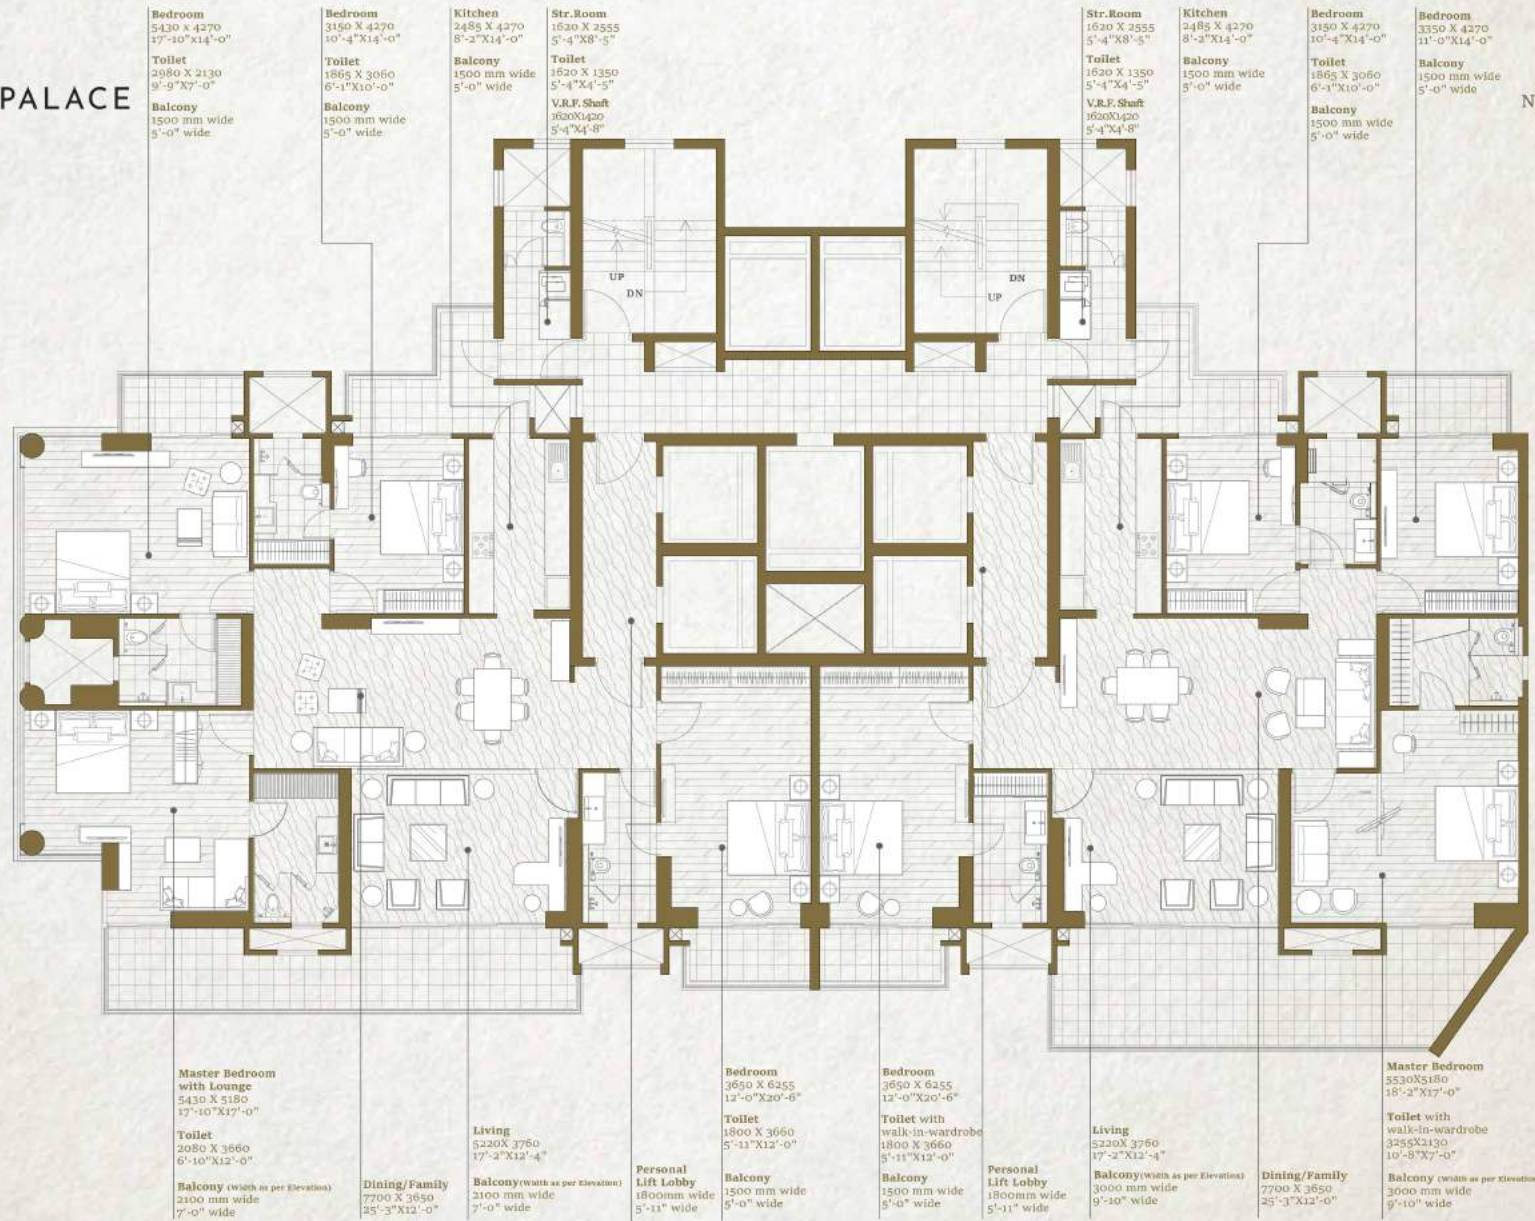 PALACE
Bedroom
5430 X 4270
17'-10"x14'-0"
Toilet
2980 X 2130
9'-9"X7'-0"
Balcony
1500 mm wide
5'-0" wide
Bedroom
3150 X 4270
10'-4"X14'-0"
Toilet
1865 X 3060
6'-1"X10'-0"
Balcony
1500 mm wide
5'-0" wide
Kitchen
2485 X 4270
8'-2"X14'-0"
Balcony
1500 mm wide
5'-0" wide
Str.Room
1620 X 2555
5'-4"X8'-5"
Toilet
1620 X 1350
5'-4"X4'-5"
V.R.F. Shaft
1620X1420
5'-4"X4'-8"
Str.Room
1620 X 2555
5'-4"X8'-5"
Toilet
1620 X 1350
5'-4"X4'-5"
V.R.F. Shaft
1620X1420
5'-4"X4'-8"
Kitchen
2485 X 4270
8'-2"X14'-0"
Balcony
1500 mm wide
5'-0" wide
Bedroom
3150 X 4270
10'-4"X14'-0"
Toilet
1865 X 3060
6'-1"X10'-0"
Balcony
1500 mm wide
5'-0" wide
Bedroom
3350 X 4270
11'-0"X14'-0"
Balcony
1500 mm wide
5'-0" wide
N
UP
DN
DN
UP
Master Bedroom
with Lounge
5430 X 5180
17'-10"X17'-0"
Toilet
2080 X 3660
6'-10"X12'-0"
Balcony (Width as per Elevation)
2100 mm wide
7'-0" wide
Dining/Family
7700 X 3650
25'-3"X12'-0"
Living
5220X 3760
17'-2"X12'-4"
Balcony(Width as per Elevation)
2100 mm wide
7'-0" wide
Personal
Lift Lobby
1800mm wide
5'-11" wide
Bedroom
3650 X 6255
12'-0"X20'-6"
Toilet
1800 X 3660
5'-11"X12'-0"
Balcony
1500 mm wide
5'-0" wide
Bedroom
3650 X 6255
12'-0"X20'-6"
Toilet with
walk-in-wardrobe
1800 X 3660
5'-11"X12'-0"
Balcony
1500 mm wide
5'-0" wide
Personal
Lift Lobby
1800mm wide
5'-11" wide
Living
5220X 3760
17'-2"X12'-4"
Balcony(Width as per Elevation)
3000 mm wide
9'-10" wide
Dining/Family
7700 X 3650
25'-3"X12'-0"
Master Bedroom
5530X5180
18'-2"X17'-0"
Toilet with
walk-in-wardrobe
3255X2130
10'-8"X7'-0"
Balcony (Width as per Elevation
3000 mm wide
9'-10" wide